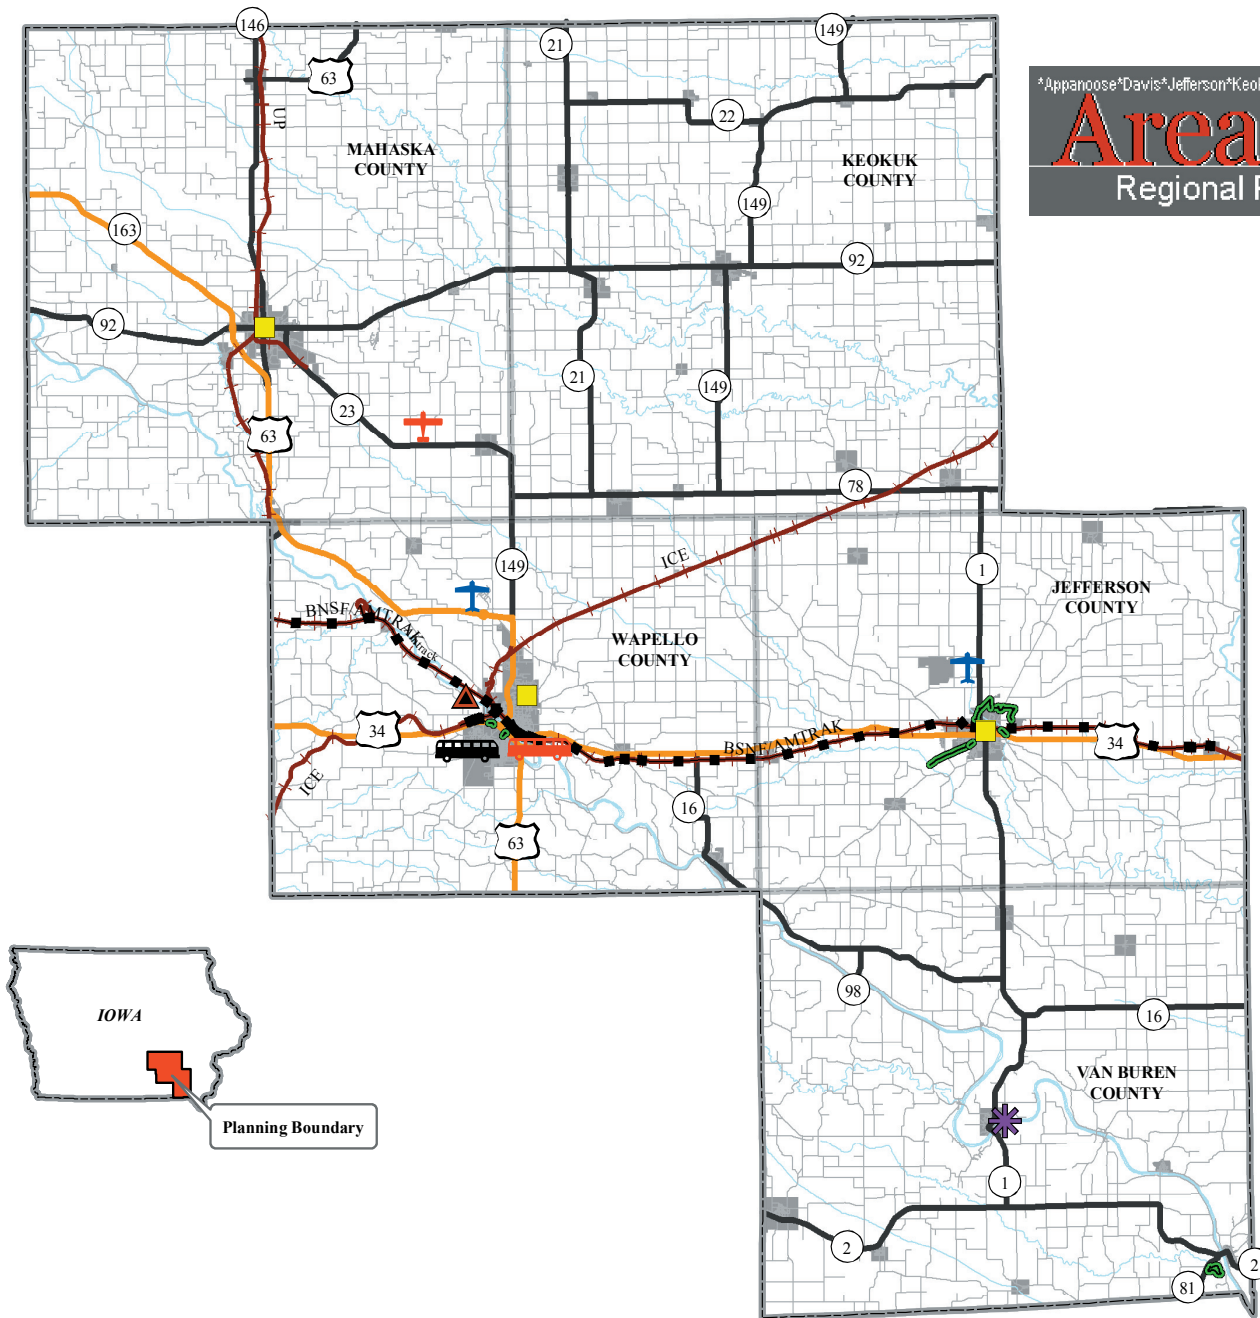 146
21
149
63
*Appanoose*Davis*Jefferson*Keo
Area
Regional
UP
22
MAHASKA
COUNTY
KEOKUK
COUNTY
149
163
92
92
21
149
23
63
78
149
ICE
1
JEFFERSON
COUNTY
BNSF/AMTRAK
WAPELLO
COUNTY
34
BSNF/AMTRAK
34
ICE
16
63
98
16
IOWA
VAN BUREN
COUNTY
Planning Boundary
1
2
2
81